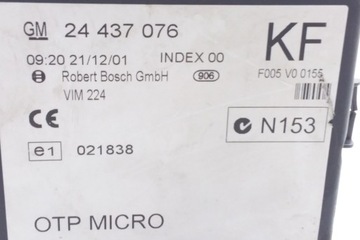 GM 24 437 076 KF
09:20 21/12/01 INDEX 00
F005 V0 0155
Robert Bosch GmbH 906
VIM 224
CE N153
e1 021838
OTP MICRO